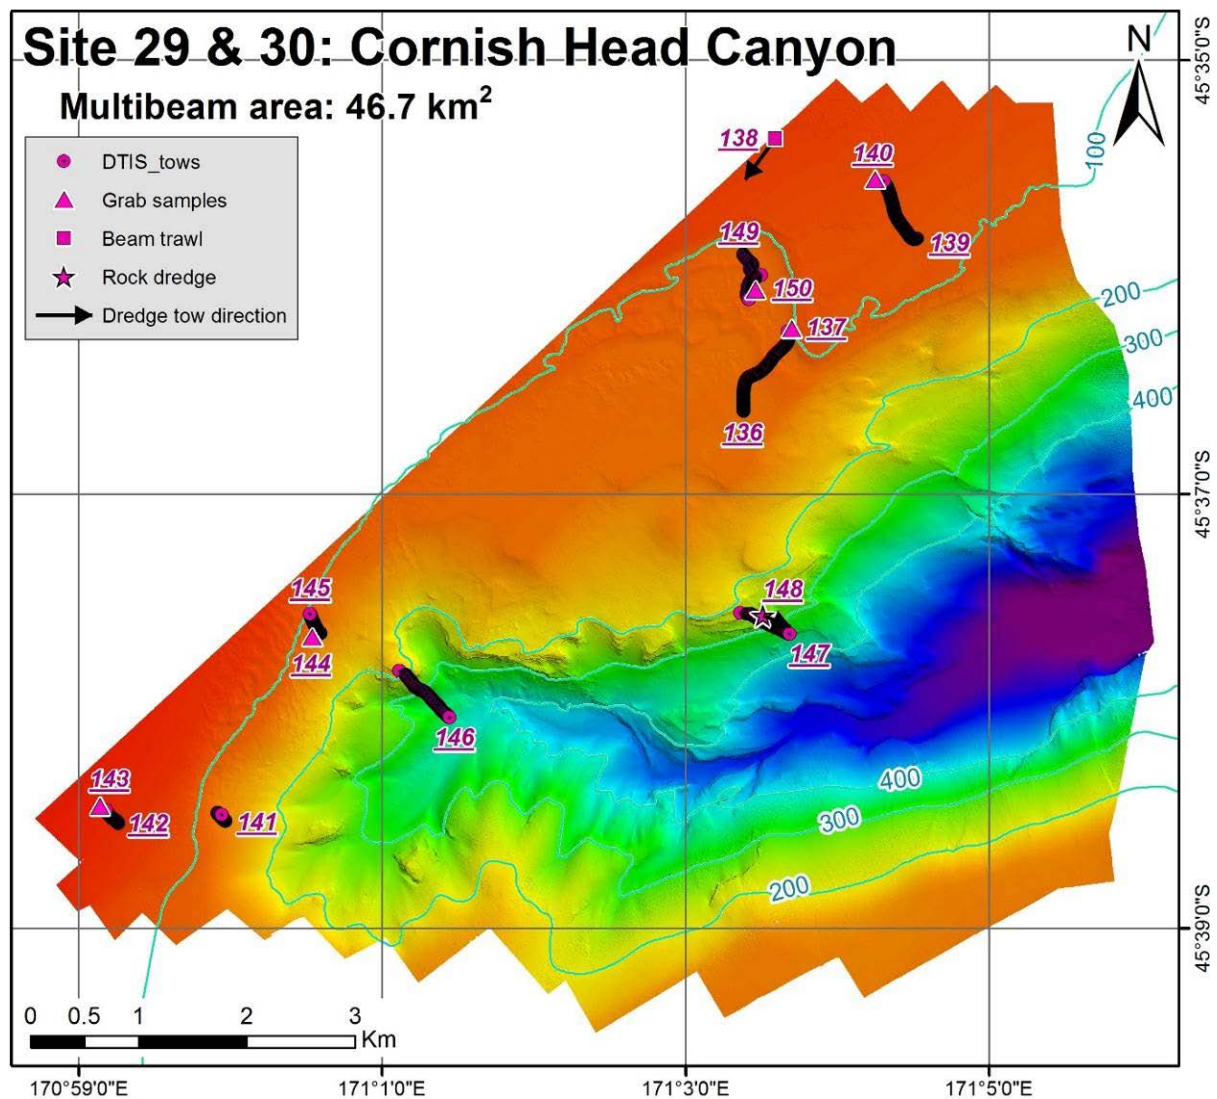 Site 29 & 30: Cornish Head Canyon
Multibeam area: 46.7 km²
DTIS_tows
Grab samples
Beam trawl
Rock dredge
Dredge tow direction
N
45°35'0"S
138
140
100
149
139
150
200
137
300
400
136
45°37'0"S
145
148
144
147
146
400
143
142
141
300
200
45°39'0"S
0 0.5 1 2 3
Km
170°59'0"E 171°1'0"E 171°3'0"E 171°5'0"E